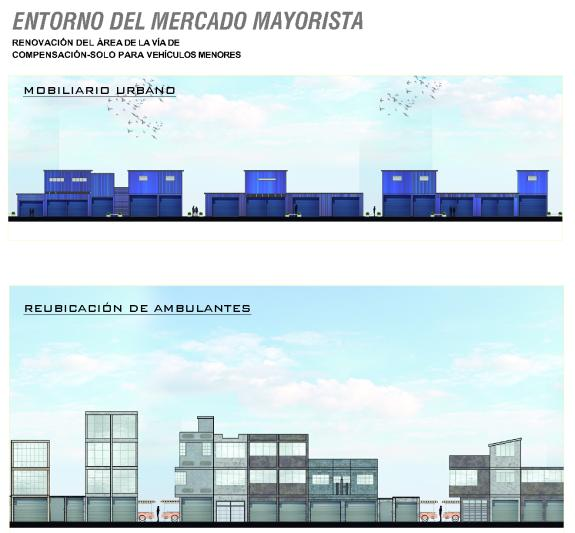 ENTORNO DEL MERCADO MAYORISTA
RENOVACIÓN DEL ÁREA DE LA VÍA DE
COMPENSACIÓN-SOLO PARA VEHÍCULOS MENORES
MOBILIARIO URBANO
REUBICACIÓN DE AMBULANTES